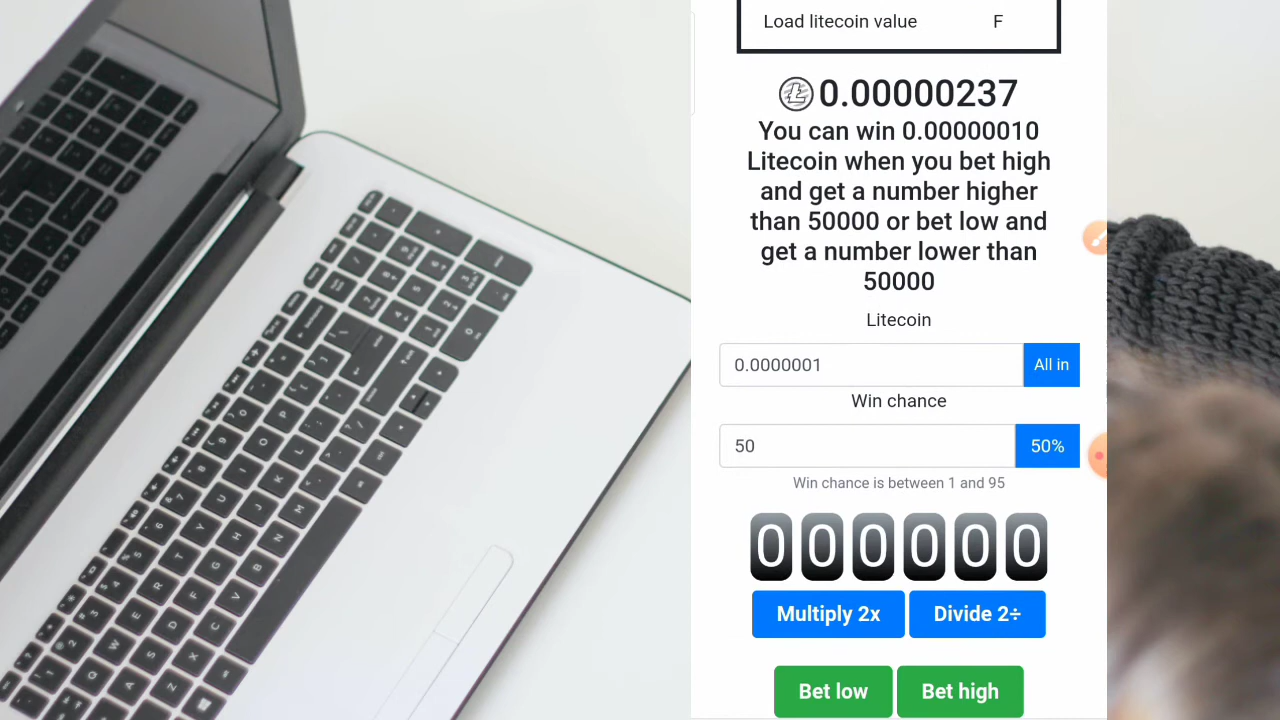 Load litecoin value F
0.00000237
You can win 0.00000010
Litecoin when you bet high
and get a number higher
than 50000 or bet low and
get a number lower than
50000
Litecoin
0.0000001 All in
Win chance
50 50%
Win chance is between 1 and 95
000000
Multiply 2x Divide 2÷
Bet low Bet high